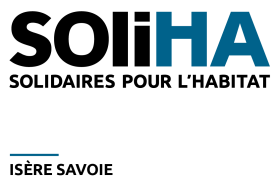 SOliHA
SOLIDAIRES POUR L'HABITAT
ISÈRE SAVOIE